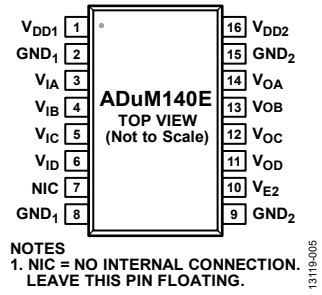 VDD1 1 16 VDD2
GND1 2 15 GND2
VIA 3 14 VOA
VIB 4 ADuM140E 13 VOB
VIC 5 TOP VIEW (Not to Scale) 12 VOC
VID 6 11 VOD
NIC 7 10 VE2
GND1 8 9 GND2
NOTES
1. NIC = NO INTERNAL CONNECTION.
LEAVE THIS PIN FLOATING.
13119-005